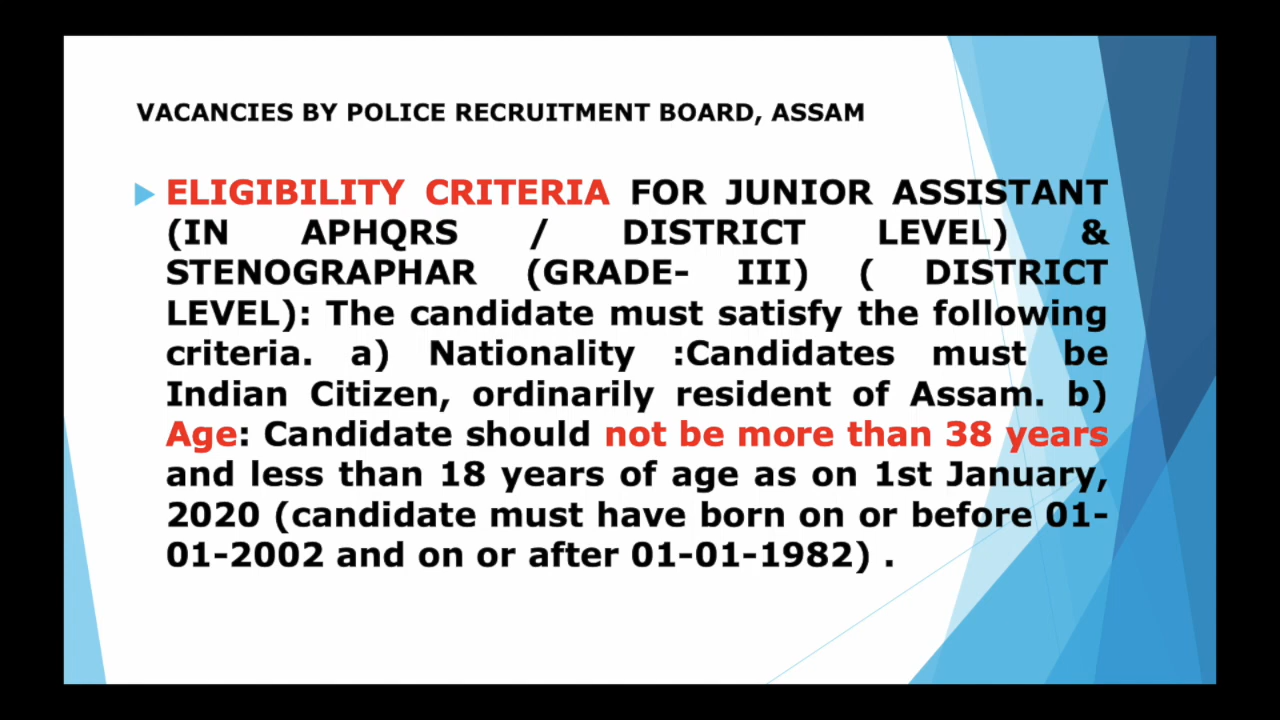 VACANCIES BY POLICE RECRUITMENT BOARD, ASSAM
ELIGIBILITY CRITERIA FOR JUNIOR ASSISTANT
(IN APHQRS / DISTRICT LEVEL) &
STENOGRAPHAR (GRADE- III) ( DISTRICT
LEVEL): The candidate must satisfy the following
criteria. a) Nationality :Candidates must be
Indian Citizen, ordinarily resident of Assam. b)
Age: Candidate should not be more than 38 years
and less than 18 years of age as on 1st January,
2020 (candidate must have born on or before 01-
01-2002 and on or after 01-01-1982) .